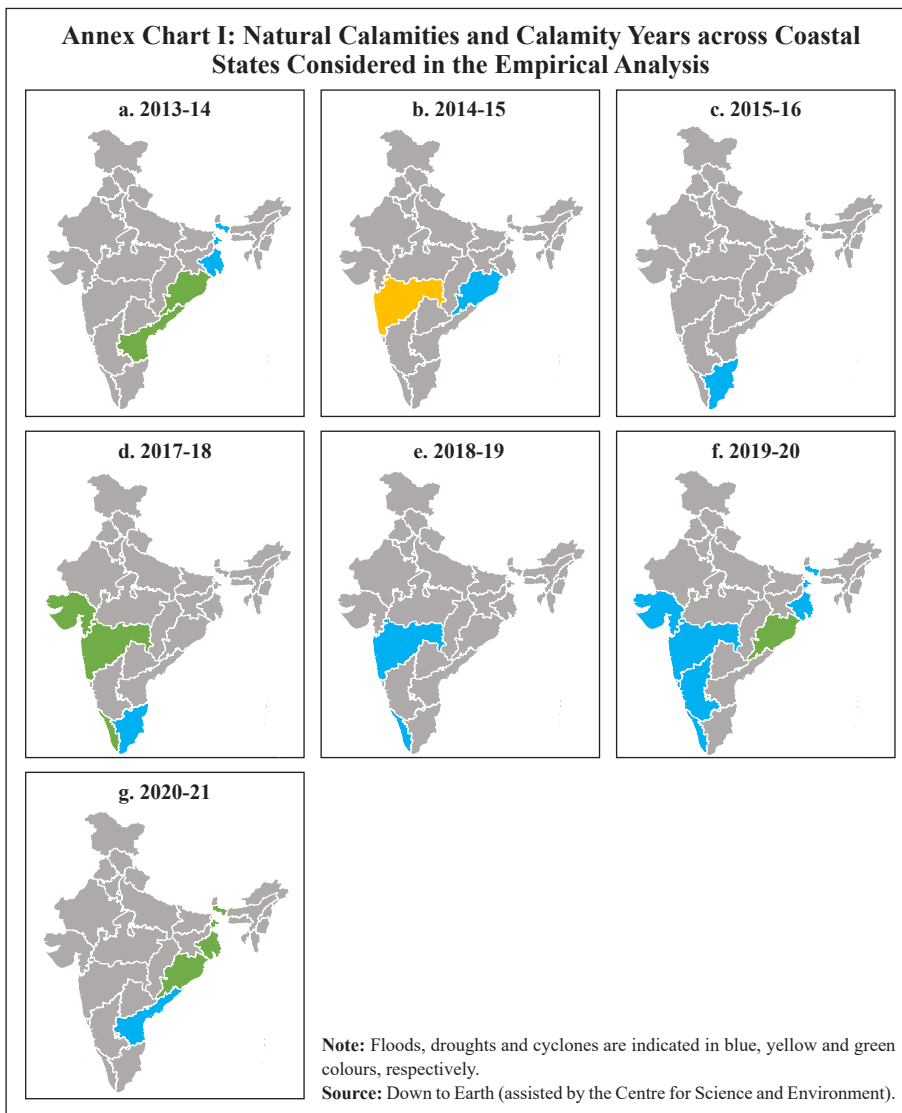 Annex Chart I: Natural Calamities and Calamity Years across Coastal
States Considered in the Empirical Analysis
a. 2013-14
b. 2014-15
c. 2015-16
d. 2017-18
e. 2018-19
f. 2019-20
g. 2020-21
Note: Floods, droughts and cyclones are indicated in blue, yellow and green
colours, respectively.
Source: Down to Earth (assisted by the Centre for Science and Environment).